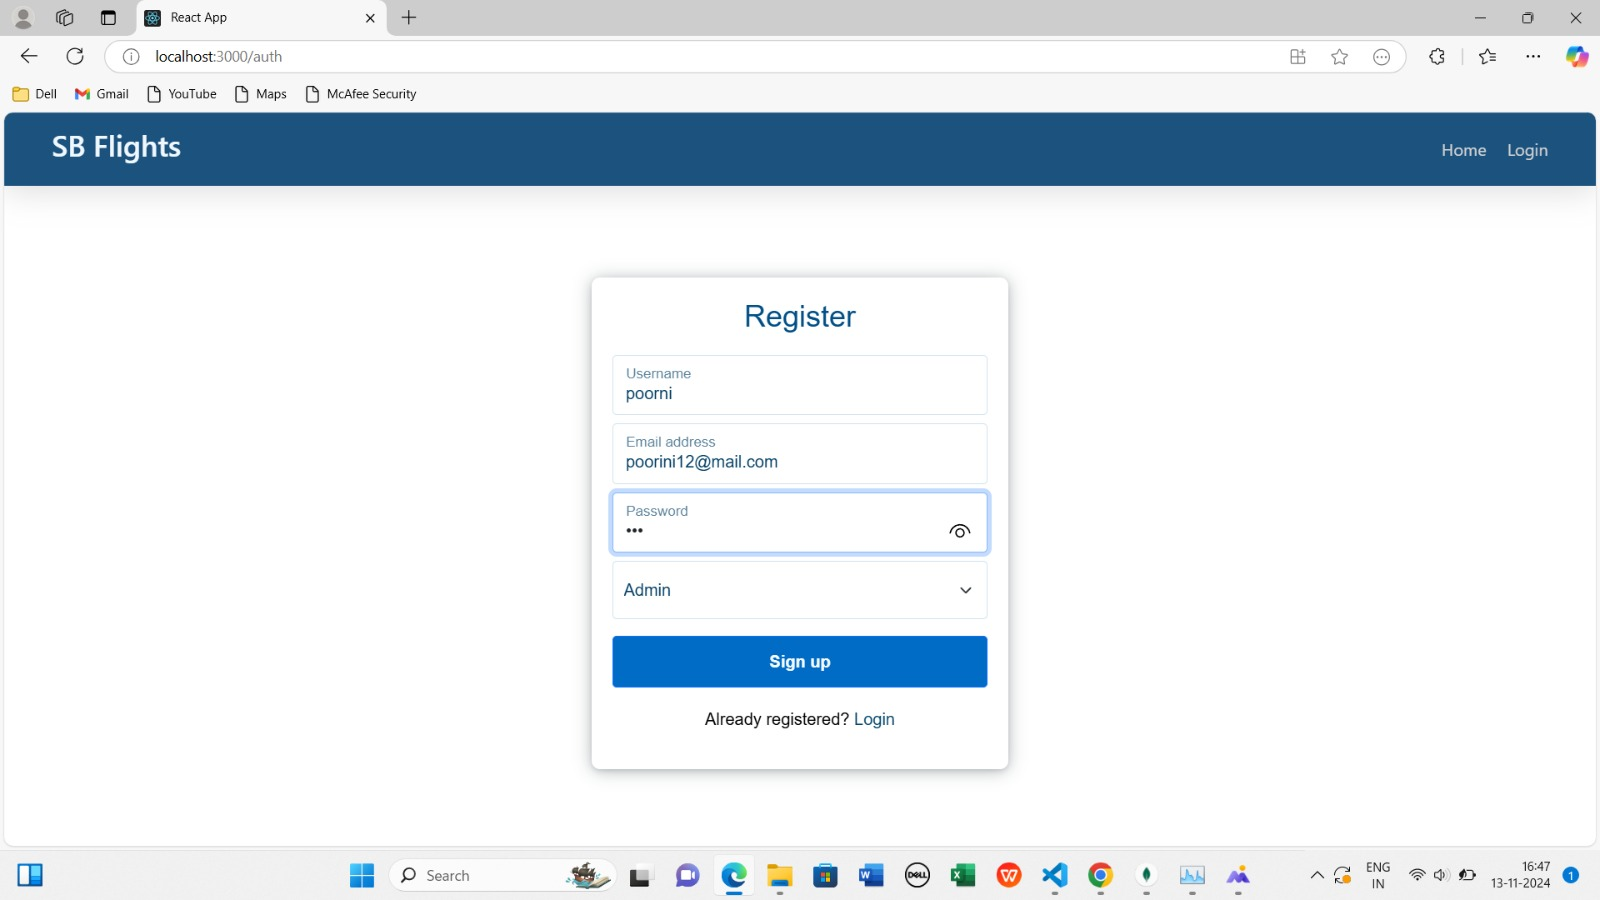 React App
localhost:3000/auth
Dell Gmail YouTube Maps McAfee Security
SB Flights
Home Login
Register
Username
poorni
Email address
poorini12@mail.com
Password
•••
Admin
Sign up
Already registered? Login
Search
W
DELL
X
W
ENG
IN
16:47
13-11-2024
1